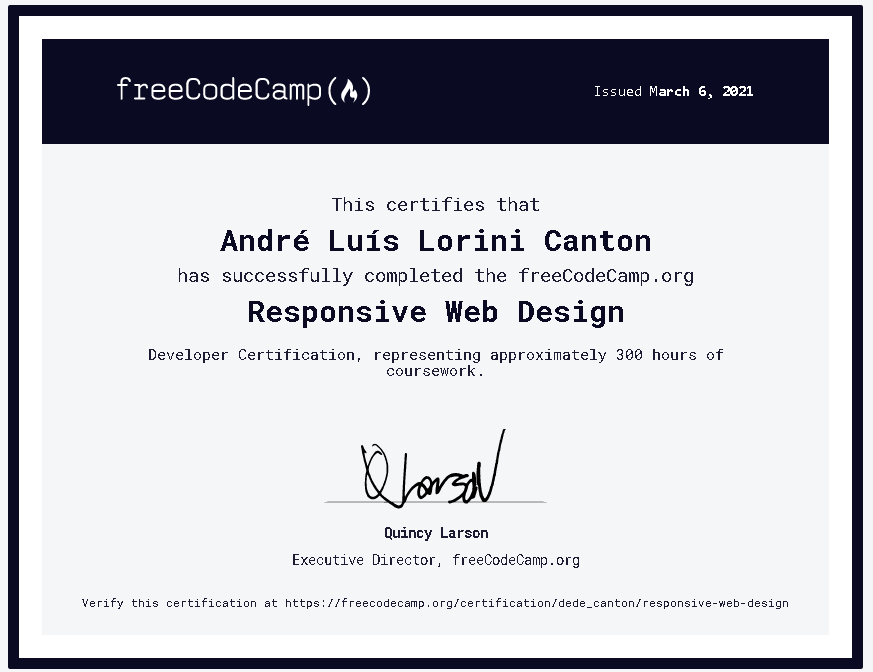 freeCodeCamp(🔥)
Issued March 6, 2021
This certifies that
André Luís Lorini Canton
has successfully completed the freeCodeCamp.org
Responsive Web Design
Developer Certification, representing approximately 300 hours of
coursework.
Q Larson
Quincy Larson
Executive Director, freeCodeCamp.org
Verify this certification at https://freecodecamp.org/certification/dede_canton/responsive-web-design